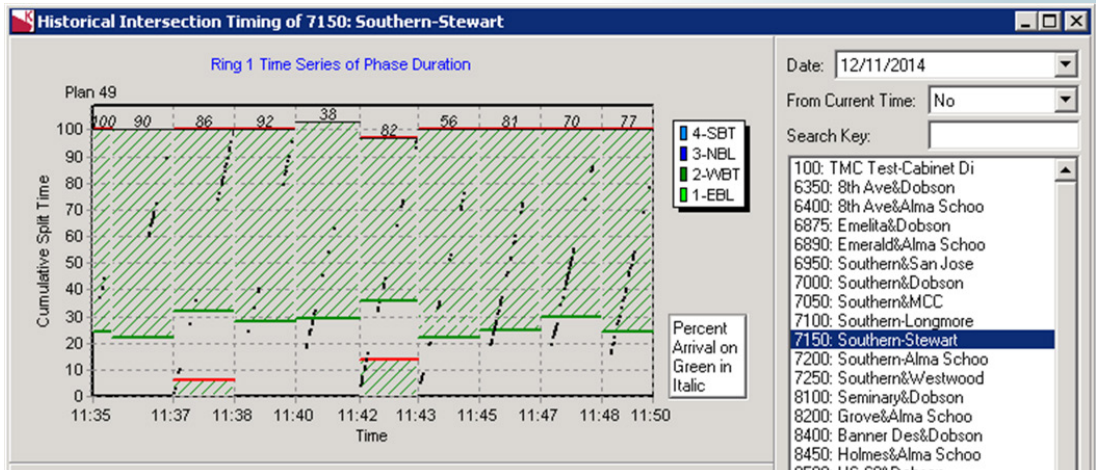 Historical Intersection Timing of 7150: Southern-Stewart
Ring 1 Time Series of Phase Duration
Plan 49
100 90 86 92 38 82 56 81 70 77
100
90
80
70
60
50
40
30
20
10
0
Cumulative Split Time
11:35 11:37 11:38 11:40 11:42 11:43 11:45 11:47 11:48 11:50
Time
4-SBT
3-NBL
2-WBT
1-EBL
Percent
Arrival on
Green in
Italic
Date: 12/11/2014
From Current Time: No
Search Key:
100: TMC Test-Cabinet Di
6350: 8th Ave&Dobson
6400: 8th Ave&Alma Schoo
6875: Emelita&Dobson
6890: Emerald&Alma Schoo
6950: Southern&San Jose
7000: Southern&Dobson
7050: Southern&MCC
7100: Southern-Longmore
7150: Southern-Stewart
7200: Southern-Alma Schoo
7250: Southern&Westwood
8100: Seminary&Dobson
8200: Grove&Alma Schoo
8400: Banner Des&Dobson
8450: Holmes&Alma Schoo